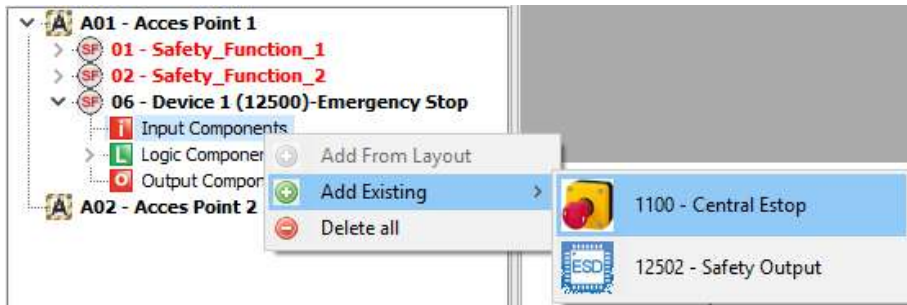 A01 - Acces Point 1
01 - Safety_Function_1
02 - Safety_Function_2
06 - Device 1 (12500)-Emergency Stop
Input Components
Logic Componer
Output Compor
A02 - Acces Point 2
Add From Layout
Add Existing
Delete all
1100 - Central Estop
12502 - Safety Output
A
SF
SF
SF
I
L
O
A
ESD